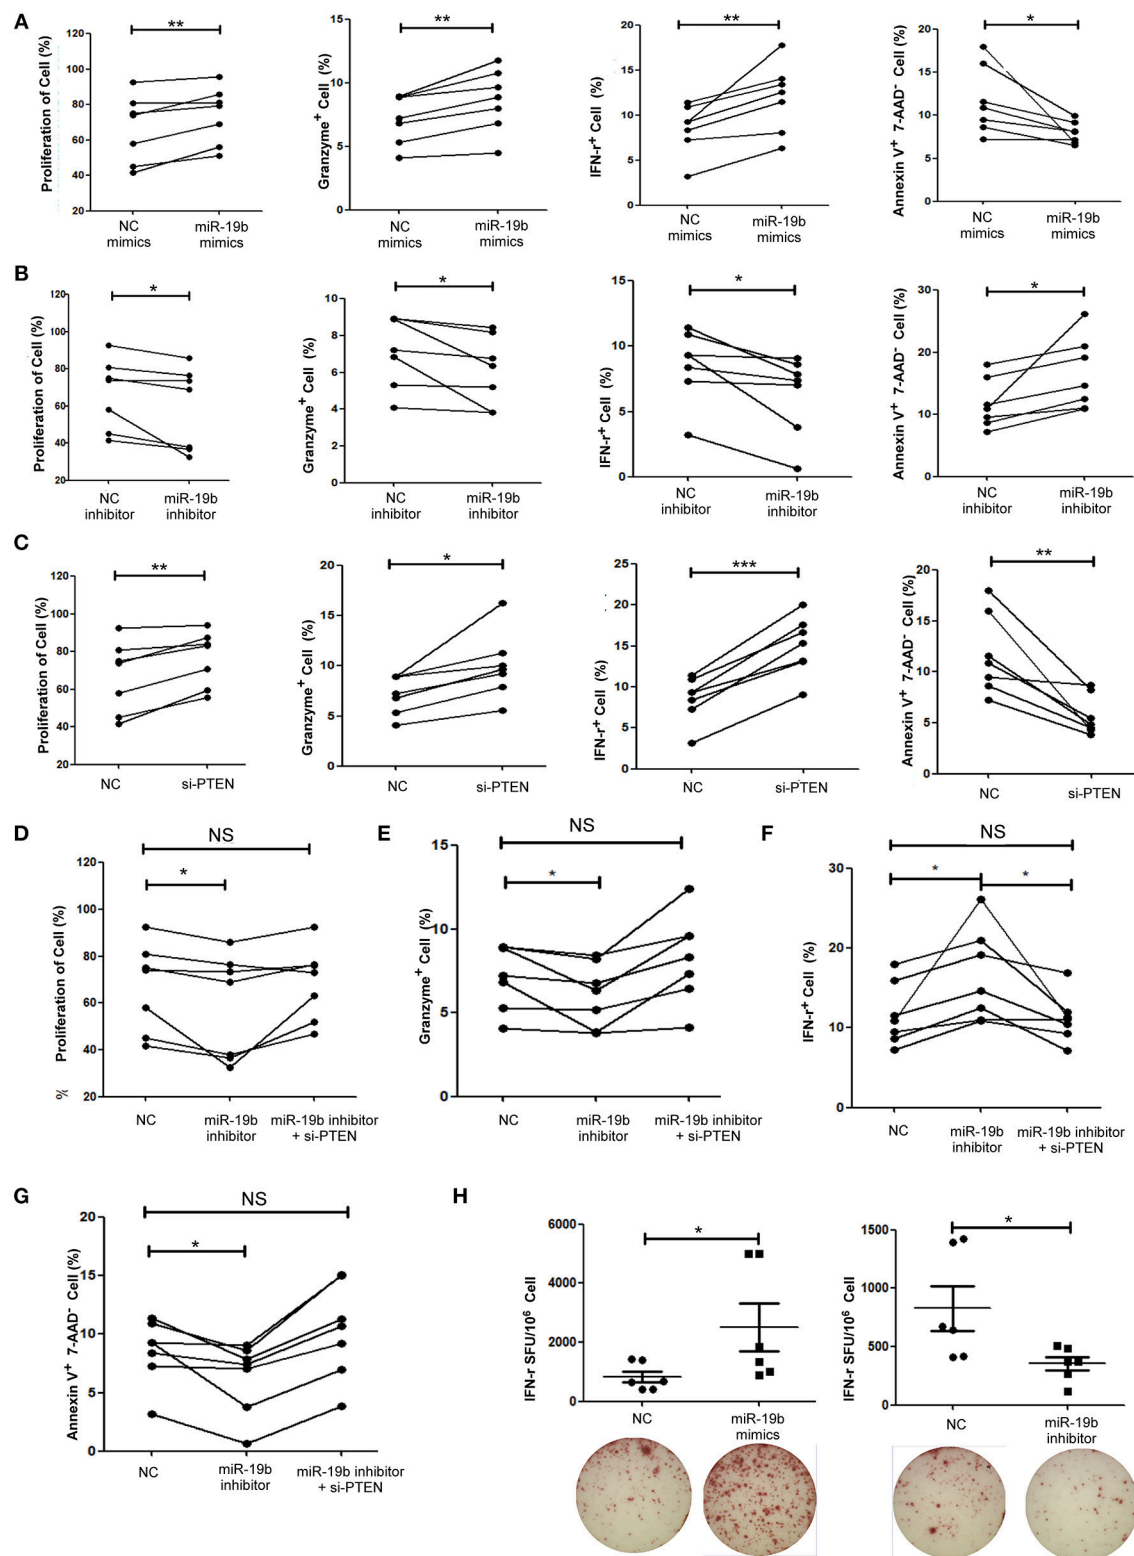 A
Proliferation of Cell (%)
120
100
80
60
40
20
**
NC
mimics
miR-19b
mimics
Granzyme+ Cell (%)
15
10
5
0
**
NC
mimics
miR-19b
mimics
IFN-r+ Cell (%)
20
15
10
5
0
**
NC
mimics
miR-19b
mimics
Annexin V+ 7-AAD- Cell (%)
20
15
10
5
0
*
NC
mimics
miR-19b
mimics
B
Proliferation of Cell (%)
120
100
80
60
40
20
*
NC
inhibitor
miR-19b
inhibitor
Granzyme+ Cell (%)
10
8
6
4
2
0
*
NC
inhibitor
miR-19b
inhibitor
IFN-r+ Cell (%)
15
10
5
0
*
NC
inhibitor
miR-19b
inhibitor
Annexin V+ 7-AAD- Cell (%)
30
20
10
0
*
NC
inhibitor
miR-19b
inhibitor
C
Proliferation of Cell (%)
120
100
80
60
40
20
**
NC
si-PTEN
Granzyme+ Cell (%)
20
15
10
5
0
*
NC
si-PTEN
IFN-r+ Cell (%)
25
20
15
10
5
0
***
NC
si-PTEN
Annexin V+ 7-AAD- Cell (%)
20
15
10
5
0
**
NC
si-PTEN
D
% Proliferation of Cell (%)
120
100
80
60
40
20
NS
*
NC
miR-19b
inhibitor
miR-19b inhibitor
+ si-PTEN
E
Granzyme+ Cell (%)
15
10
5
0
NS
*
NC
miR-19b
inhibitor
miR-19b inhibitor
+ si-PTEN
F
IFN-r+ Cell (%)
30
20
10
0
NS
*
*
NC
miR-19b
inhibitor
miR-19b inhibitor
+ si-PTEN
G
Annexin V+ 7-AAD- Cell (%)
20
15
10
5
0
NS
*
NC
miR-19b
inhibitor
miR-19b inhibitor
+ si-PTEN
H
IFN-r SFU/10^6 Cell
6000
4000
2000
0
*
NC
miR-19b
mimics
IFN-r SFU/10^6 Cell
1500
1000
500
0
*
NC
miR-19b
inhibitor